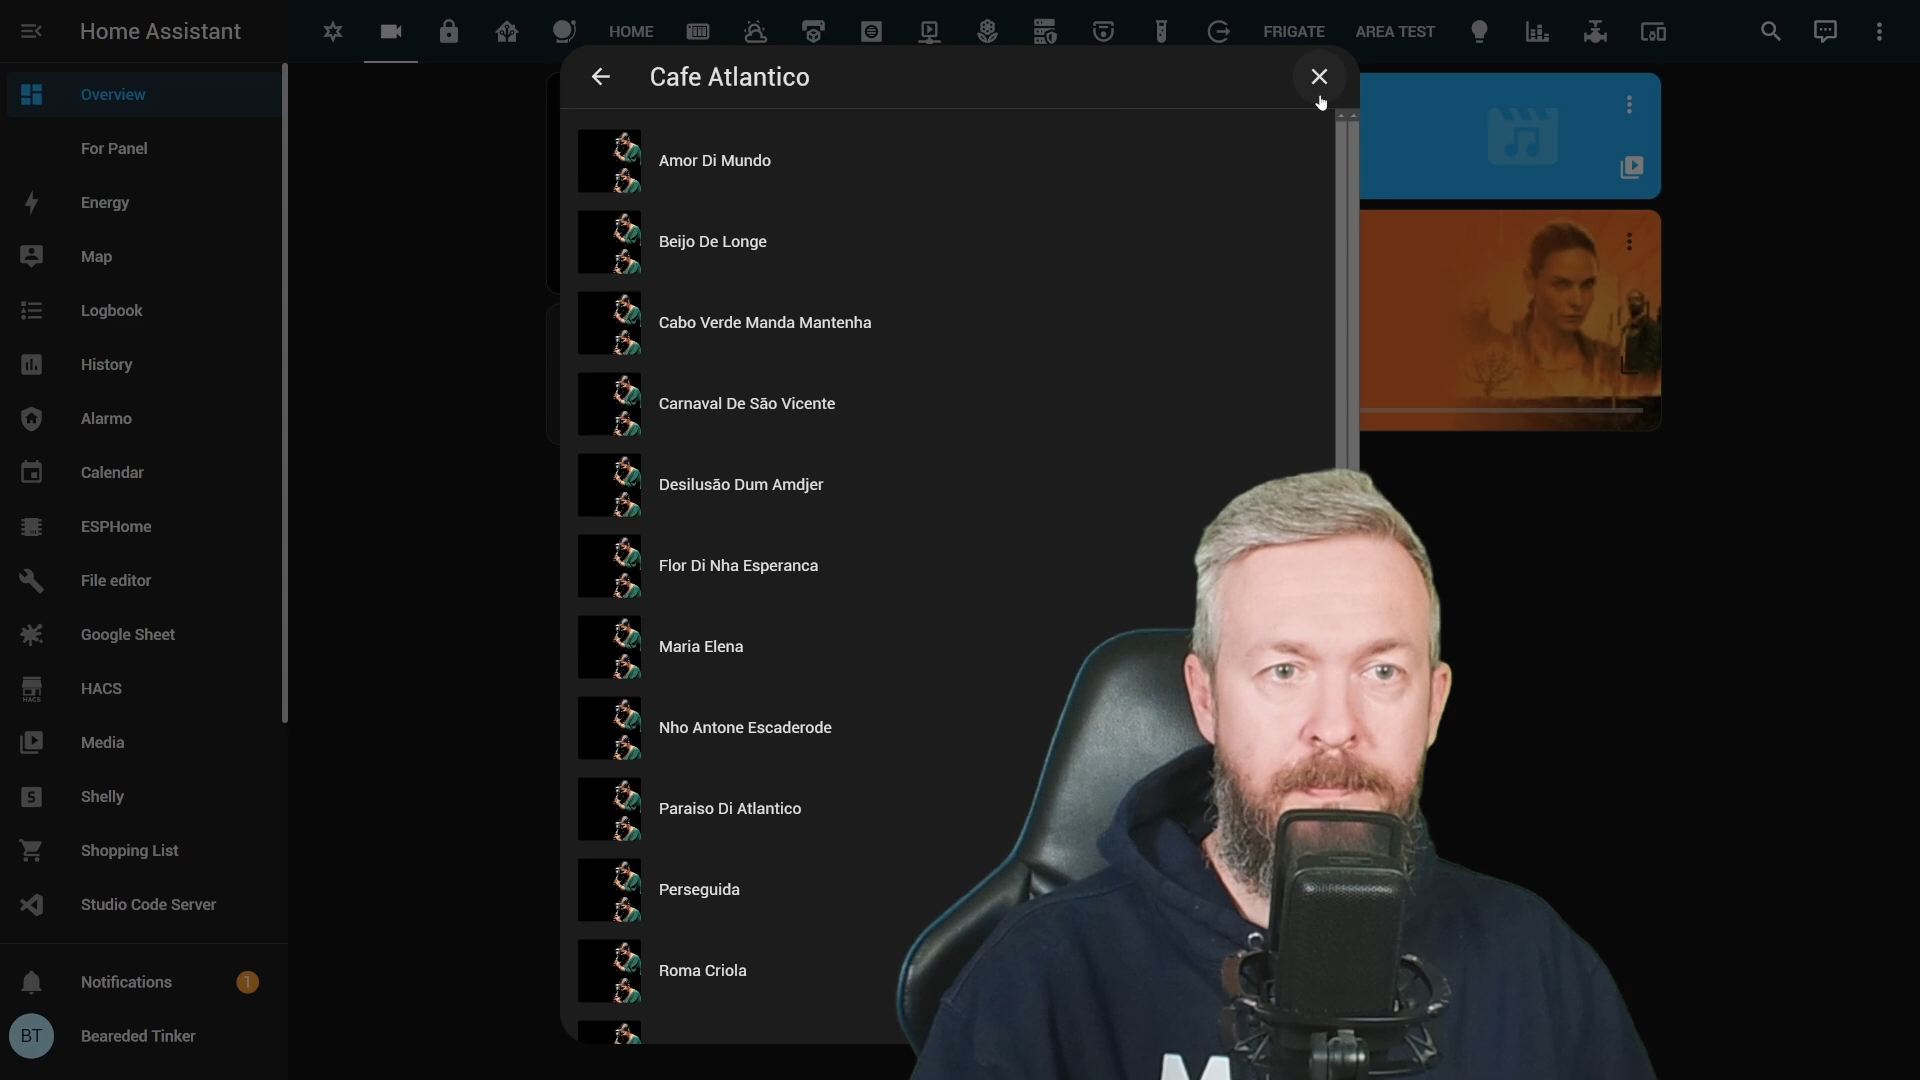 Home Assistant
HOME
FRIGATE
AREA TEST
Overview
For Panel
Energy
Map
Logbook
History
Alarmo
Calendar
ESPHome
File editor
Google Sheet
HACS
HACS
Media
S
Shelly
Shopping List
Studio Code Server
Notifications
1
BT
Beareded Tinker
Cafe Atlantico
Amor Di Mundo
Beijo De Longe
Cabo Verde Manda Mantenha
Carnaval De São Vicente
Desilusão Dum Amdjer
Flor Di Nha Esperanca
Maria Elena
Nho Antone Escaderode
Paraiso Di Atlantico
Perseguida
Roma Criola